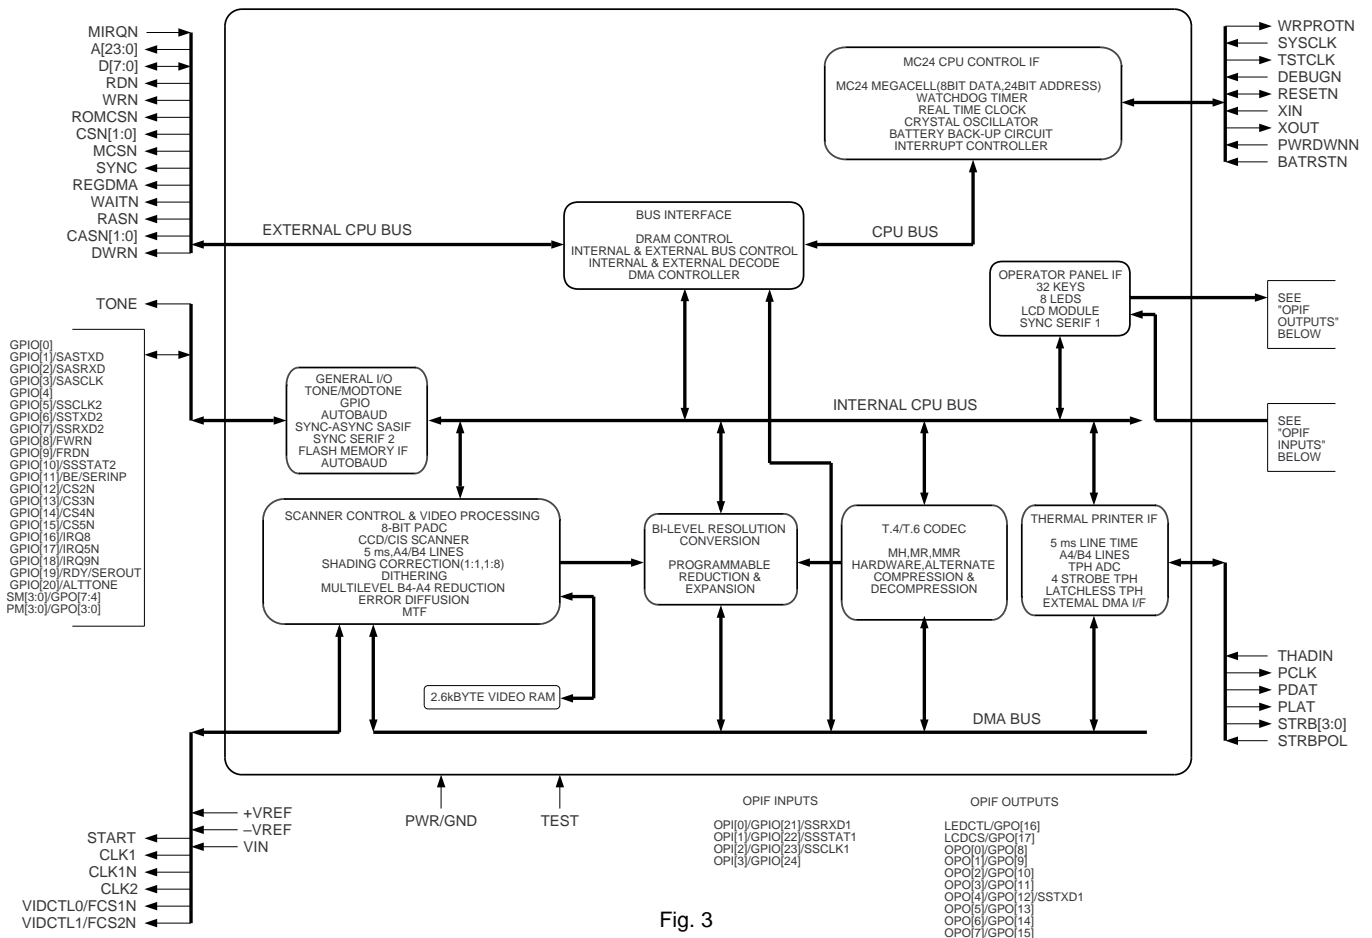 MIRQN
A[23:0]
D[7:0]
RDN
WRN
ROMCSN
CSN[1:0]
MCSN
SYNC
REGDMA
WAITN
RASN
CASN[1:0]
DWRN
EXTERNAL CPU BUS
MC24 CPU CONTROL IF
MC24 MEGACELL(8BIT DATA,24BIT ADDRESS)
WATCHDOG TIMER
REAL TIME CLOCK
CRYSTAL OSCILLATOR
BATTERY BACK-UP CIRCUIT
INTERRUPT CONTROLLER
WRPROTN
SYSCLK
TSTCLK
DEBUGN
RESETN
XIN
XOUT
PWRDWNN
BATRSTN
BUS INTERFACE
DRAM CONTROL
INTERNAL & EXTERNAL BUS CONTROL
INTERNAL & EXTERNAL DECODE
DMA CONTROLLER
CPU BUS
OPERATOR PANEL IF
32 KEYS
8 LEDS
LCD MODULE
SYNC SERIF 1
SEE
"OPIF
OUTPUTS"
BELOW
SEE
"OPIF
INPUTS"
BELOW
TONE
GPIO[0]
GPIO[1]/SASTXD
GPIO[2]/SASRXD
GPIO[3]/SASCLK
GPIO[4]
GPIO[5]/SSCLK2
GPIO[6]/SSTXD2
GPIO[7]/SSRXD2
GPIO[8]/FWRN
GPIO[9]/FRDN
GPIO[10]/SSSTAT2
GPIO[11]/BE/SERINP
GPIO[12]/CS2N
GPIO[13]/CS3N
GPIO[14]/CS4N
GPIO[15]/CS5N
GPIO[16]/IRQ8
GPIO[17]/IRQ5N
GPIO[18]/IRQ9N
GPIO[19]/RDY/SEROUT
GPIO[20]/ALTTONE
SM[3:0]/GPO[7:4]
PM[3:0]/GPO[3:0]
GENERAL I/O
TONE/MODTONE
GPIO
AUTOBAUD
SYNC-ASYNC SASIF
SYNC SERIF 2
FLASH MEMORY IF
AUTOBAUD
INTERNAL CPU BUS
SCANNER CONTROL & VIDEO PROCESSING
8-BIT PADC
CCD/CIS SCANNER
5 ms,A4/B4 LINES
SHADING CORRECTION(1:1,1:8)
DITHERING
MULTILEVEL B4-A4 REDUCTION
ERROR DIFFUSION
MTF
BI-LEVEL RESOLUTION
CONVERSION
PROGRAMMABLE
REDUCTION &
EXPANSION
T.4/T.6 CODEC
MH,MR,MMR
HARDWARE,ALTERNATE
COMPRESSION &
DECOMPRESSION
THERMAL PRINTER IF
5 ms LINE TIME
A4/B4 LINES
TPH ADC
4 STROBE TPH
LATCHLESS TPH
EXTEMAL DMA I/F
2.6kBYTE VIDEO RAM
DMA BUS
THADIN
PCLK
PDAT
PLAT
STRB[3:0]
STRBPOL
+VREF
–VREF
VIN
START
CLK1
CLK1N
CLK2
VIDCTL0/FCS1N
VIDCTL1/FCS2N
PWR/GND
TEST
OPIF INPUTS
OPI[0]/GPIO[21]/SSRXD1
OPI[1]/GPIO[22]/SSSTAT1
OPI[2]/GPIO[23]/SSCLK1
OPI[3]/GPIO[24]
OPIF OUTPUTS
LEDCTL/GPO[16]
LCDCS/GPO[17]
OPO[0]/GPO[8]
OPO[1]/GPO[9]
OPO[2]/GPO[10]
OPO[3]/GPO[11]
OPO[4]/GPO[12]/SSTXD1
OPO[5]/GPO[13]
OPO[6]/GPO[14]
OPO[7]/GPO[15]
Fig. 3